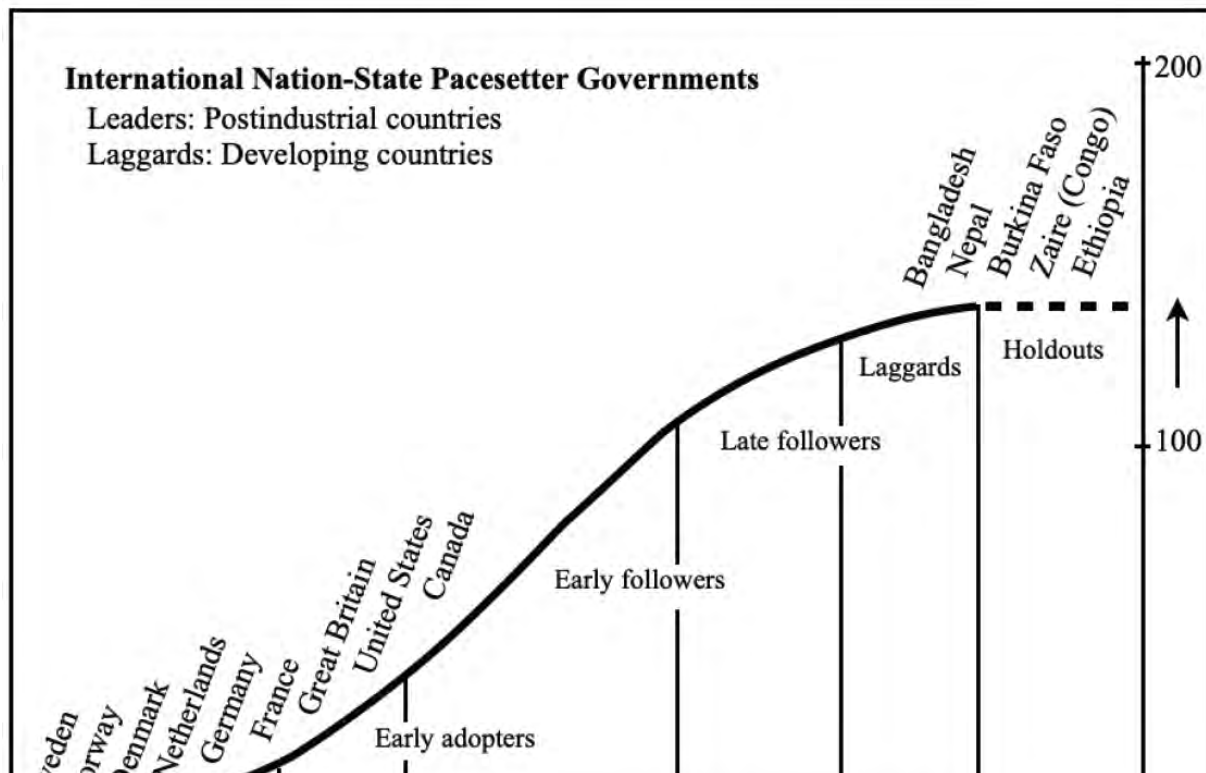 International Nation-State Pacesetter Governments
Leaders: Postindustrial countries
Laggards: Developing countries
200
Bangladesh
Nepal
Burkina Faso
Zaire (Congo)
Ethiopia
Holdouts
Laggards
Late followers
100
Early followers
Canada
United States
Great Britain
France
Germany
Netherlands
Early adopters